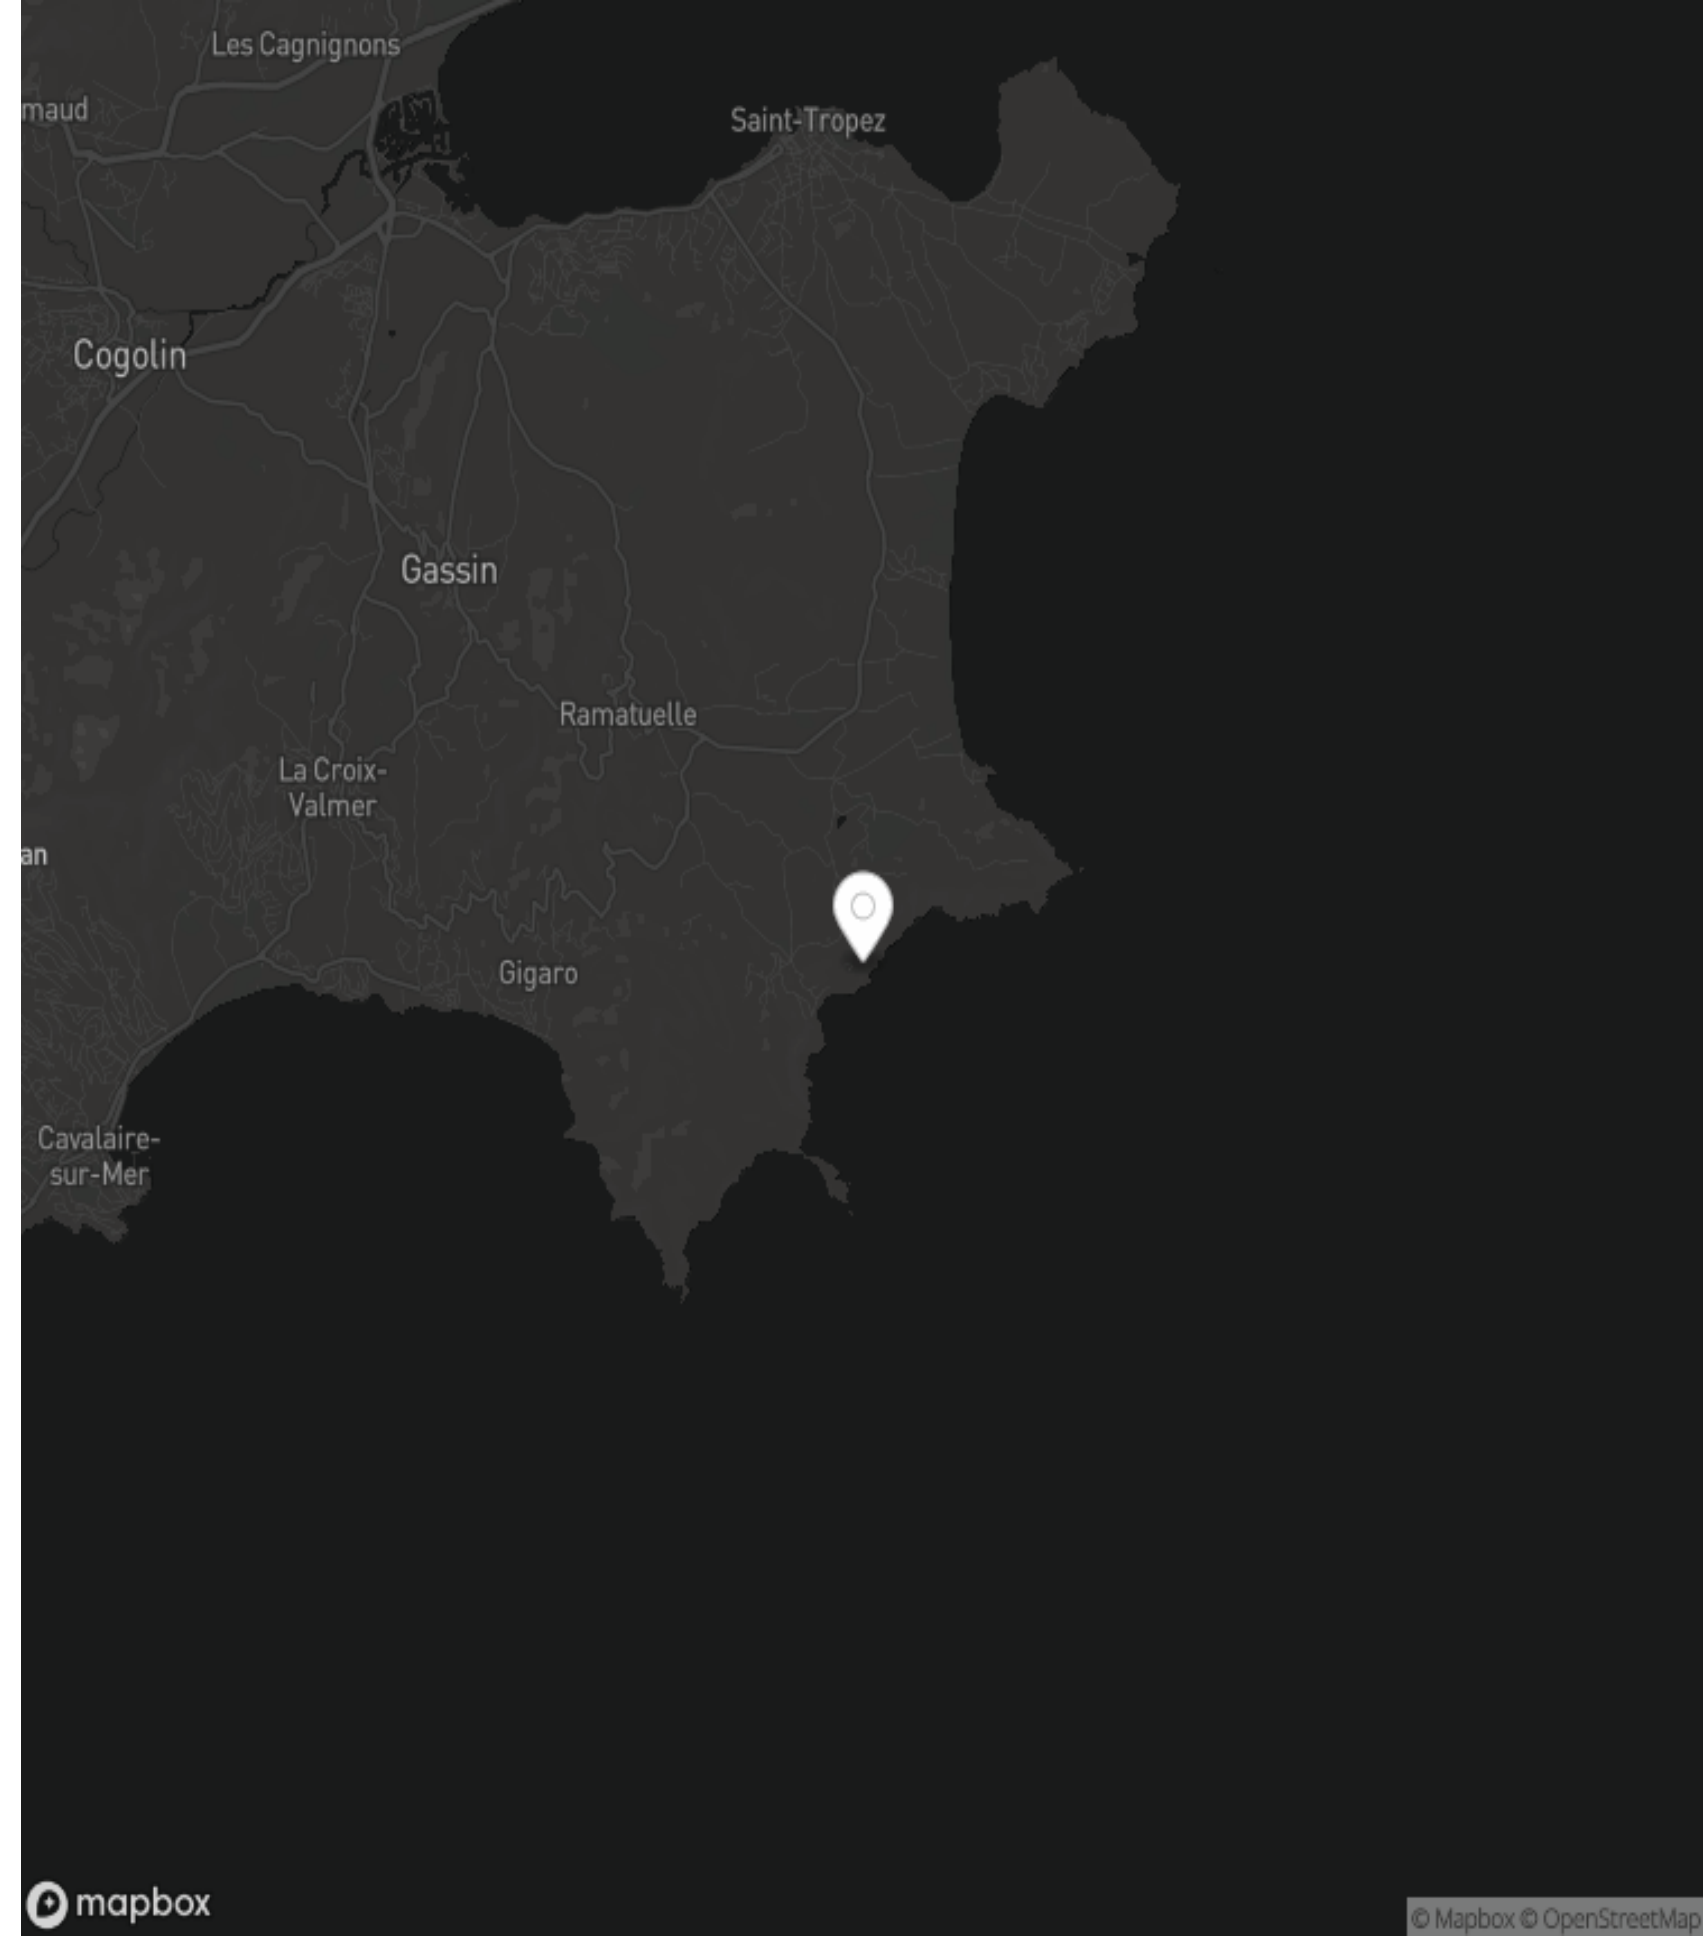 Les Cagnignons
maud
Saint-Tropez
Cogolin
Gassin
Ramatuelle
La Croix-
Valmer
an
Gigaro
Cavalaire-
sur-Mer
mapbox
© Mapbox © OpenStreetMap